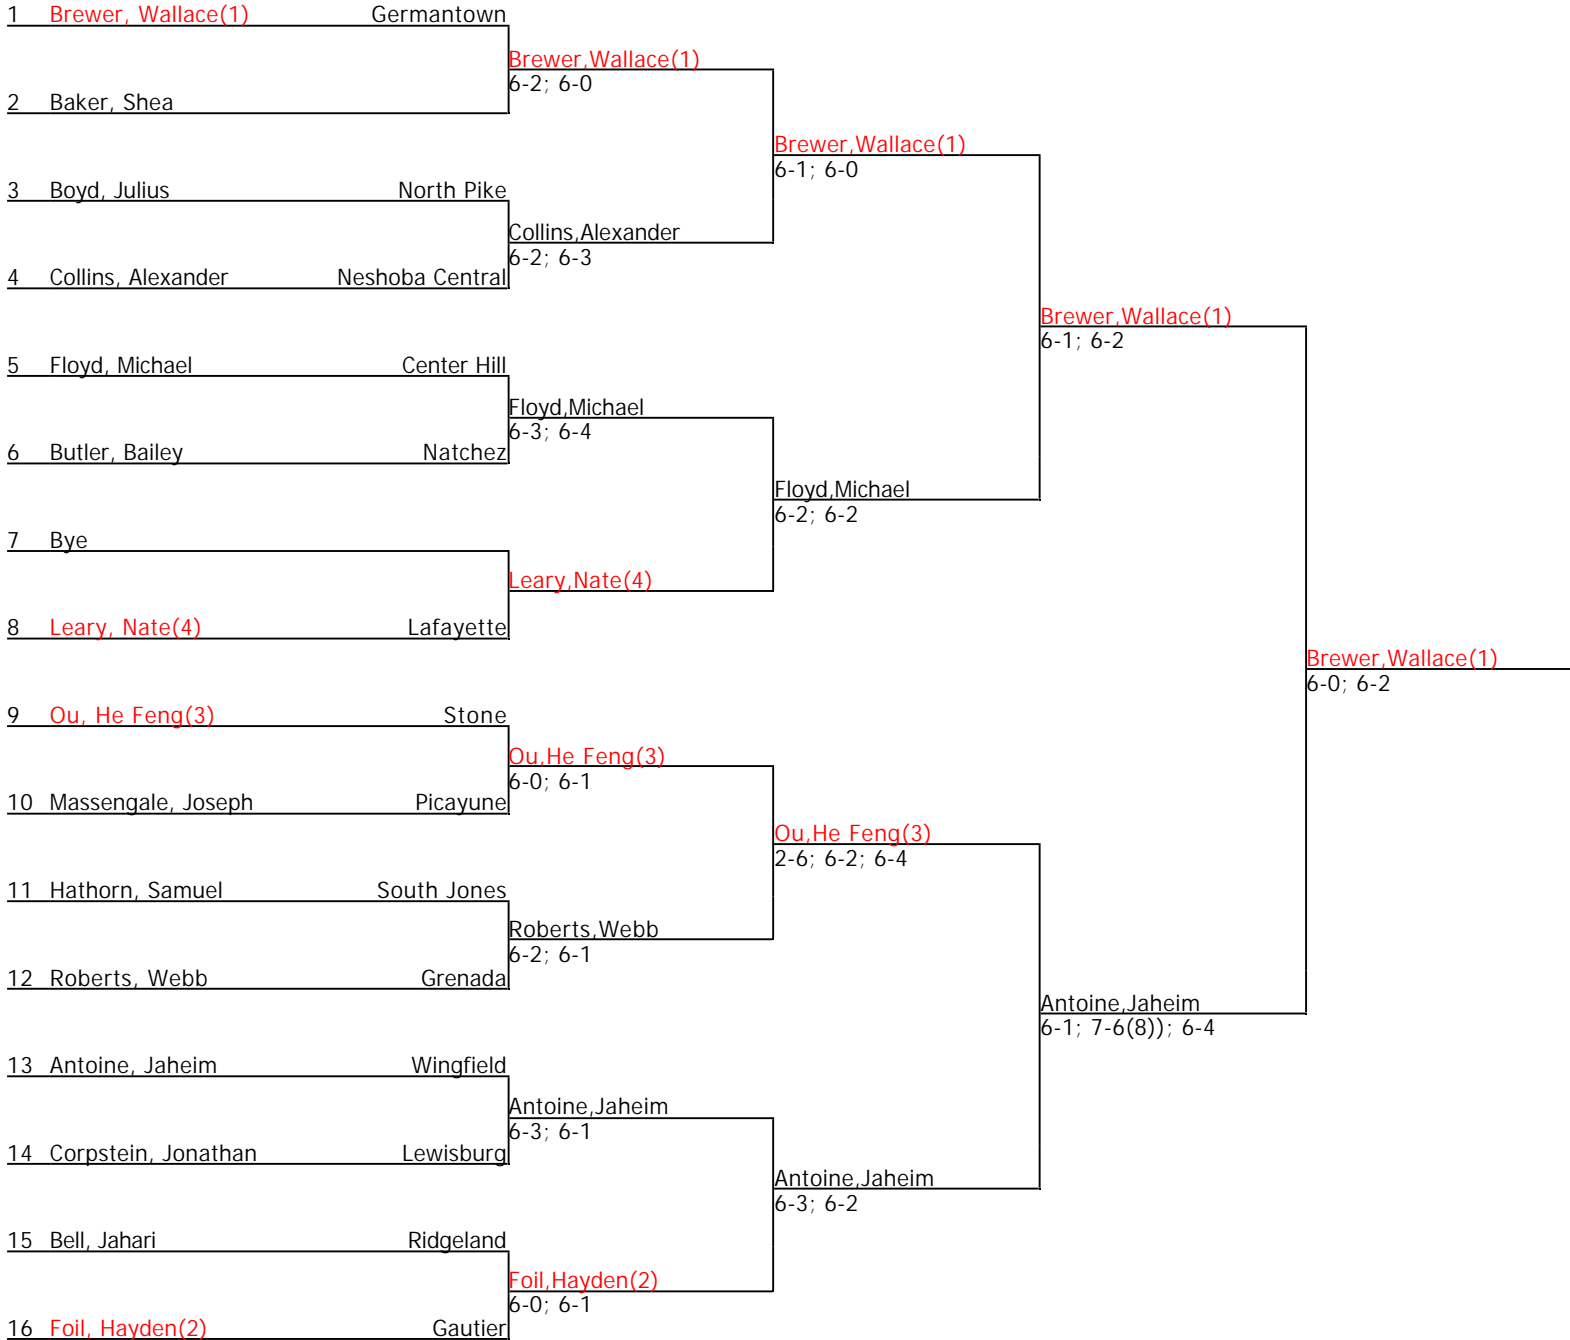 1 Brewer, Wallace(1) Germantown
Brewer,Wallace(1)
6-2; 6-0
2 Baker, Shea
Brewer,Wallace(1)
6-1; 6-0
3 Boyd, Julius North Pike
Collins,Alexander
6-2; 6-3
4 Collins, Alexander Neshoba Central
Brewer,Wallace(1)
6-1; 6-2
5 Floyd, Michael Center Hill
Floyd,Michael
6-3; 6-4
6 Butler, Bailey Natchez
Floyd,Michael
6-2; 6-2
7 Bye
Leary,Nate(4)
8 Leary, Nate(4) Lafayette
Brewer,Wallace(1)
6-0; 6-2
9 Ou, He Feng(3) Stone
Ou,He Feng(3)
6-0; 6-1
10 Massengale, Joseph Picayune
Ou,He Feng(3)
2-6; 6-2; 6-4
11 Hathorn, Samuel South Jones
Roberts,Webb
6-2; 6-1
12 Roberts, Webb Grenada
Antoine,Jaheim
6-1; 7-6(8)); 6-4
13 Antoine, Jaheim Wingfield
Antoine,Jaheim
6-3; 6-1
14 Corpstein, Jonathan Lewisburg
Antoine,Jaheim
6-3; 6-2
15 Bell, Jahari Ridgeland
Foil,Hayden(2)
6-0; 6-1
16 Foil, Hayden(2) Gautier